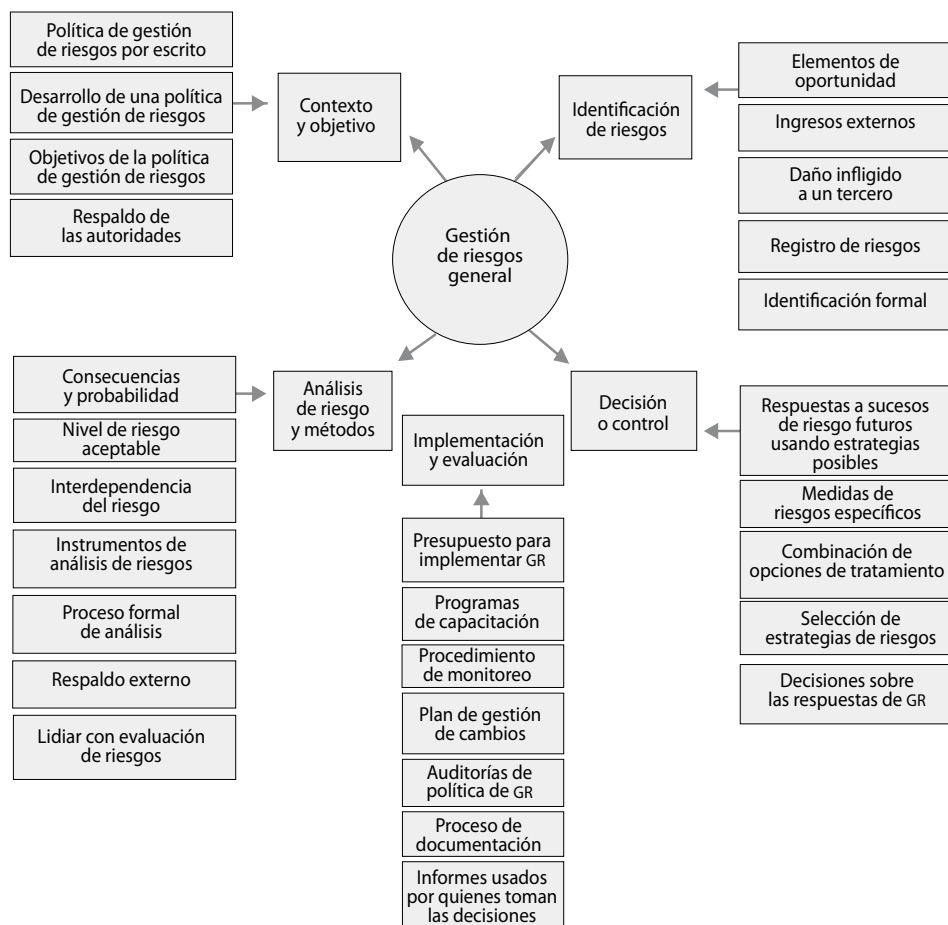 Política de gestión
de riesgos por escrito
Desarrollo de una política
de gestión de riesgos
Objetivos de la política
de gestión de riesgos
Respaldo de
las autoridades
Contexto
y objetivo
Identificación
de riesgos
Elementos de
oportunidad
Ingresos externos
Daño infligido
a un tercero
Registro de riesgos
Identificación formal
Gestión
de riesgos
general
Consecuencias
y probabilidad
Nivel de riesgo
aceptable
Interdependencia
del riesgo
Instrumentos de
análisis de riesgos
Proceso formal
de análisis
Respaldo externo
Lidiar con evaluación
de riesgos
Análisis
de riesgo
y métodos
Implementación
y evaluación
Presupuesto para
implementar GR
Programas
de capacitación
Procedimiento
de monitoreo
Plan de gestión
de cambios
Auditorías de
política de GR
Proceso de
documentación
Informes usados
por quienes toman
las decisiones
Decisión
o control
Respuestas a sucesos
de riesgo futuros
usando estrategias
posibles
Medidas de
riesgos específicos
Combinación de
opciones de tratamiento
Selección de
estrategias de riesgos
Decisiones sobre
las respuestas de GR